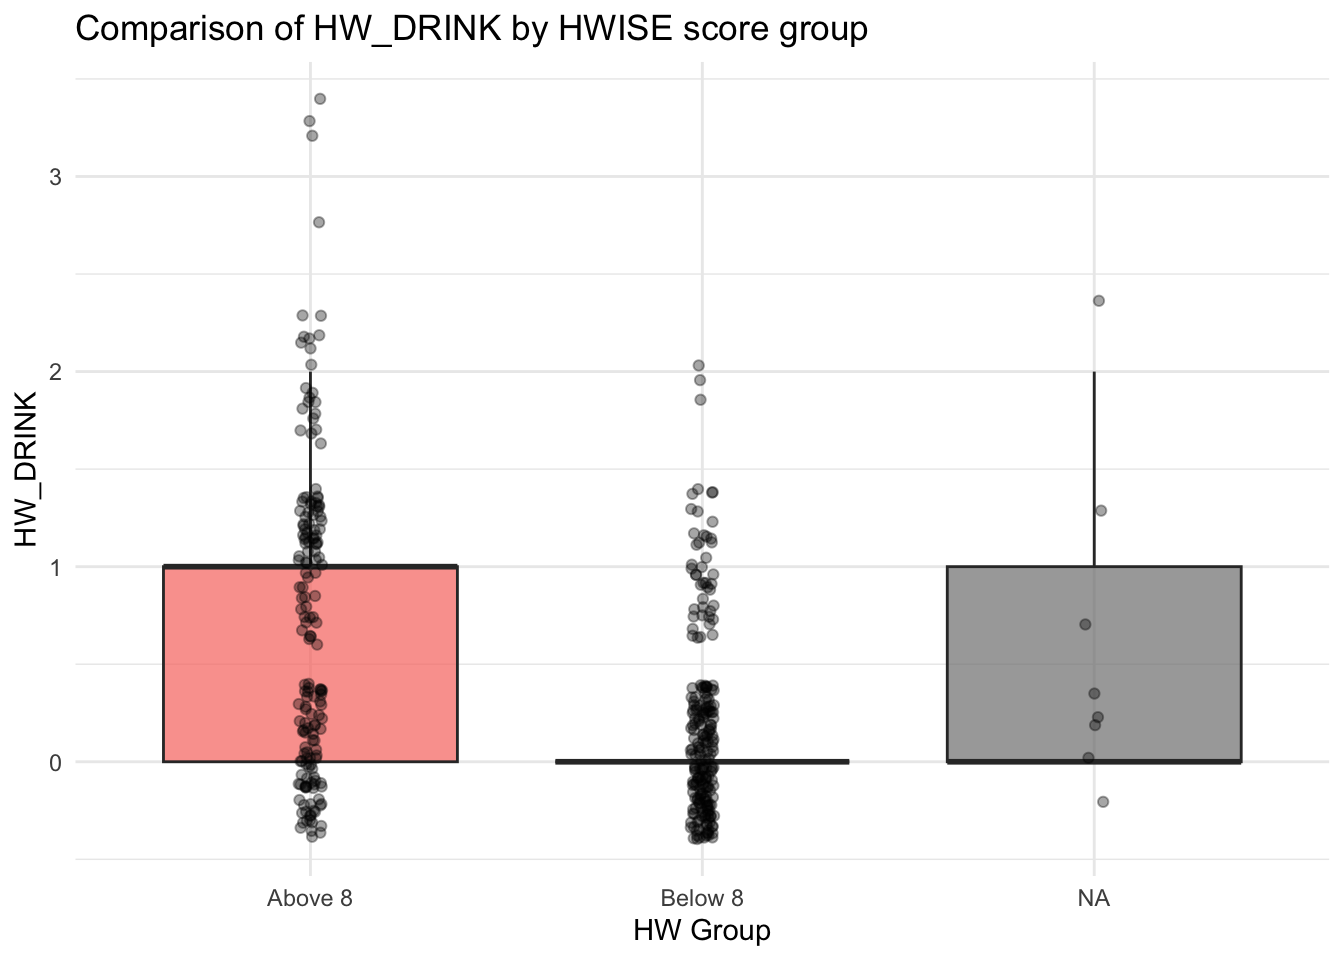 Comparison of HW_DRINK by HWISE score group
HW_DRINK
3
2
1
0
Above 8
Below 8
NA
HW Group